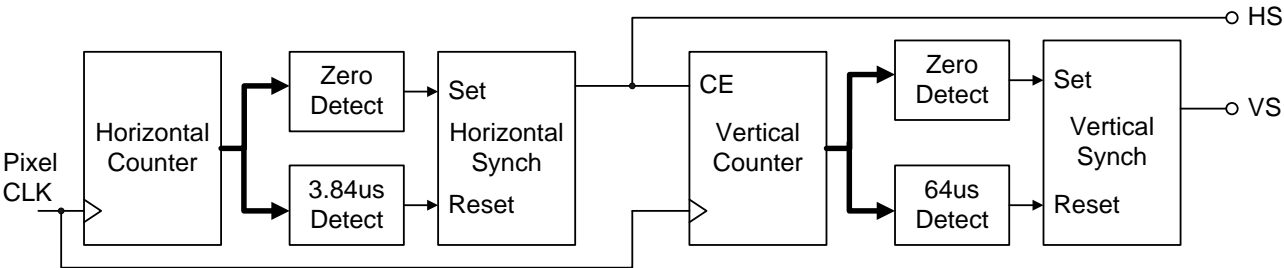 HS
Zero
Detect
Set
Horizontal
Counter
Horizontal
Synch
3.84us
Detect
Reset
Pixel
CLK
CE
Vertical
Counter
Zero
Detect
Set
Vertical
Synch
64us
Detect
Reset
VS